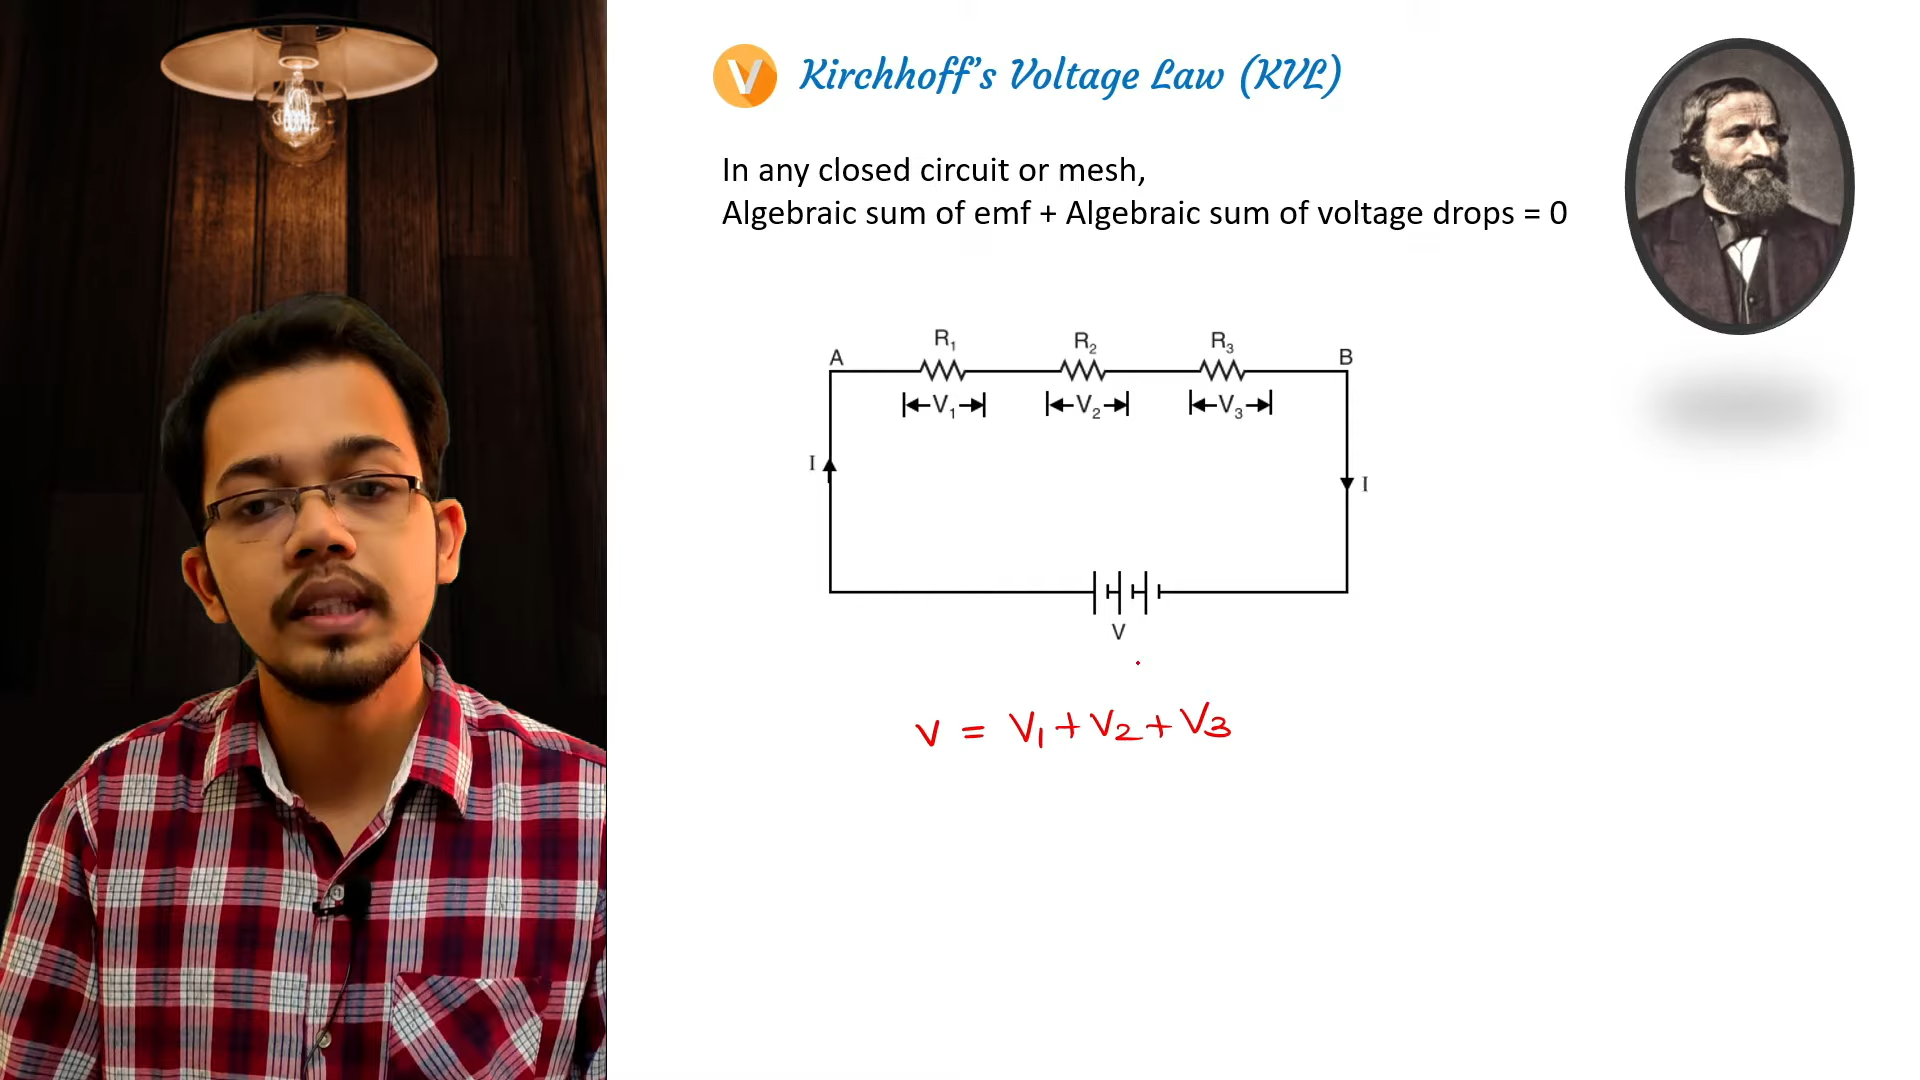 V Kirchhoff's Voltage Law (KVL)
In any closed circuit or mesh,
Algebraic sum of emf + Algebraic sum of voltage drops = 0
A R₁ R₂ R₃ B
V₁ V₂ V₃
I I
V
V = V₁ + V₂ + V₃